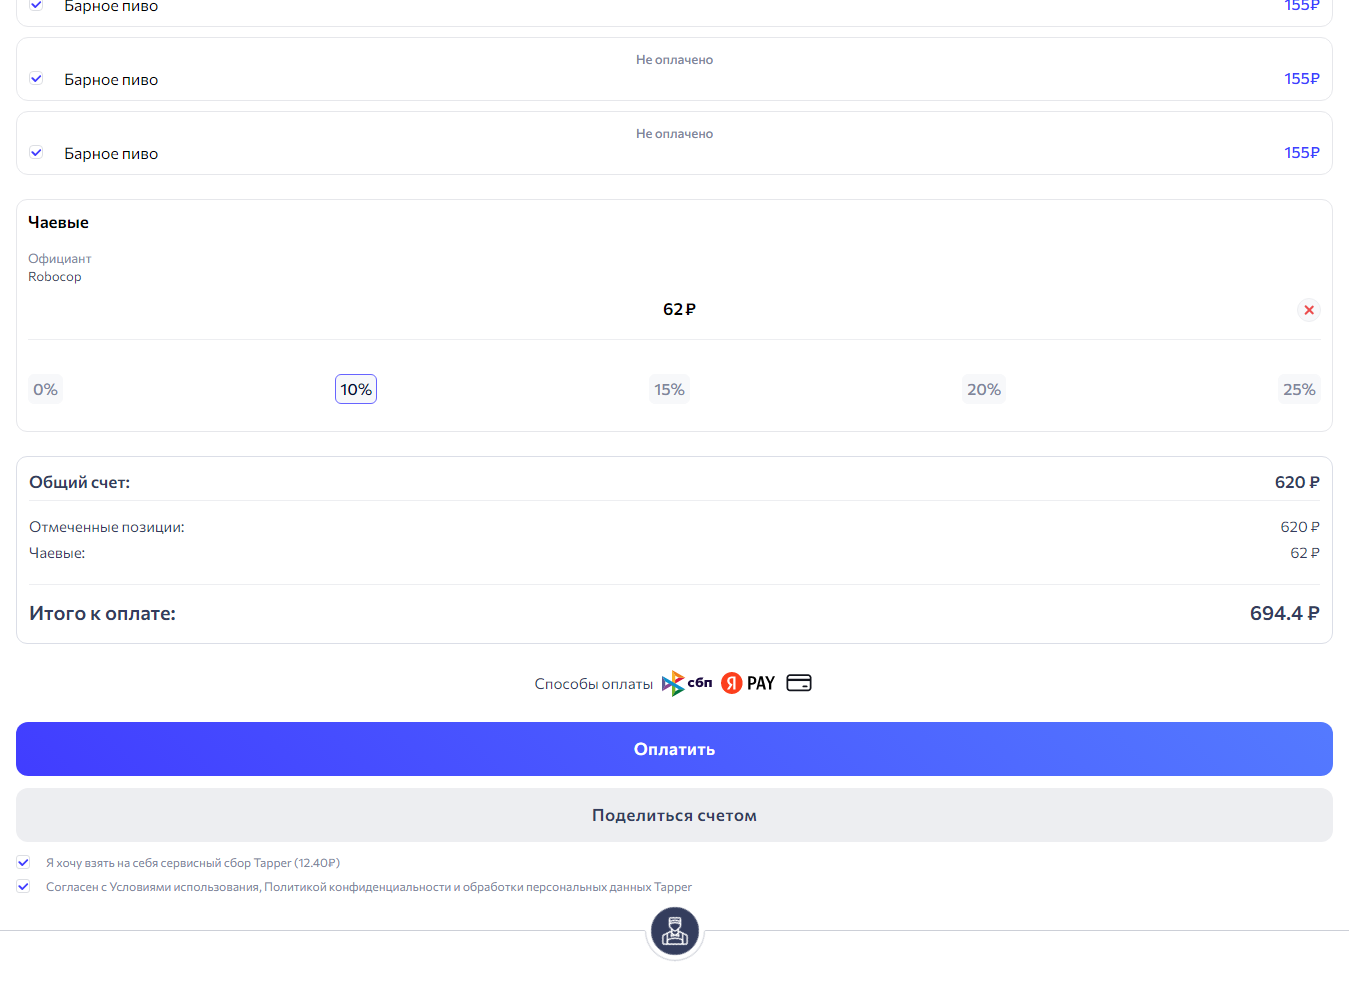 Барное пиво 155₽
Не оплачено
Барное пиво 155₽
Не оплачено
Барное пиво 155₽
Чаевые
Официант
Robocop
62 ₽
0% 10% 15% 20% 25%
Общий счет: 620 ₽
Отмеченные позиции: 620 ₽
Чаевые: 62 ₽
Итого к оплате: 694.4 ₽
Способы оплаты сбп Я PAY
Оплатить
Поделиться счетом
Я хочу взять на себя сервисный сбор Tapper (12.40₽)
Согласен с Условиями использования, Политикой конфиденциальности и обработки персональных данных Tapper